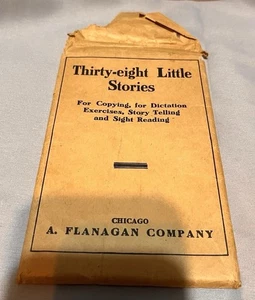 Thirty-eight Little
Stories
For Copying, for Dictation
Exercises, Story Telling
and Sight Reading
CHICAGO
A. FLANAGAN COMPANY